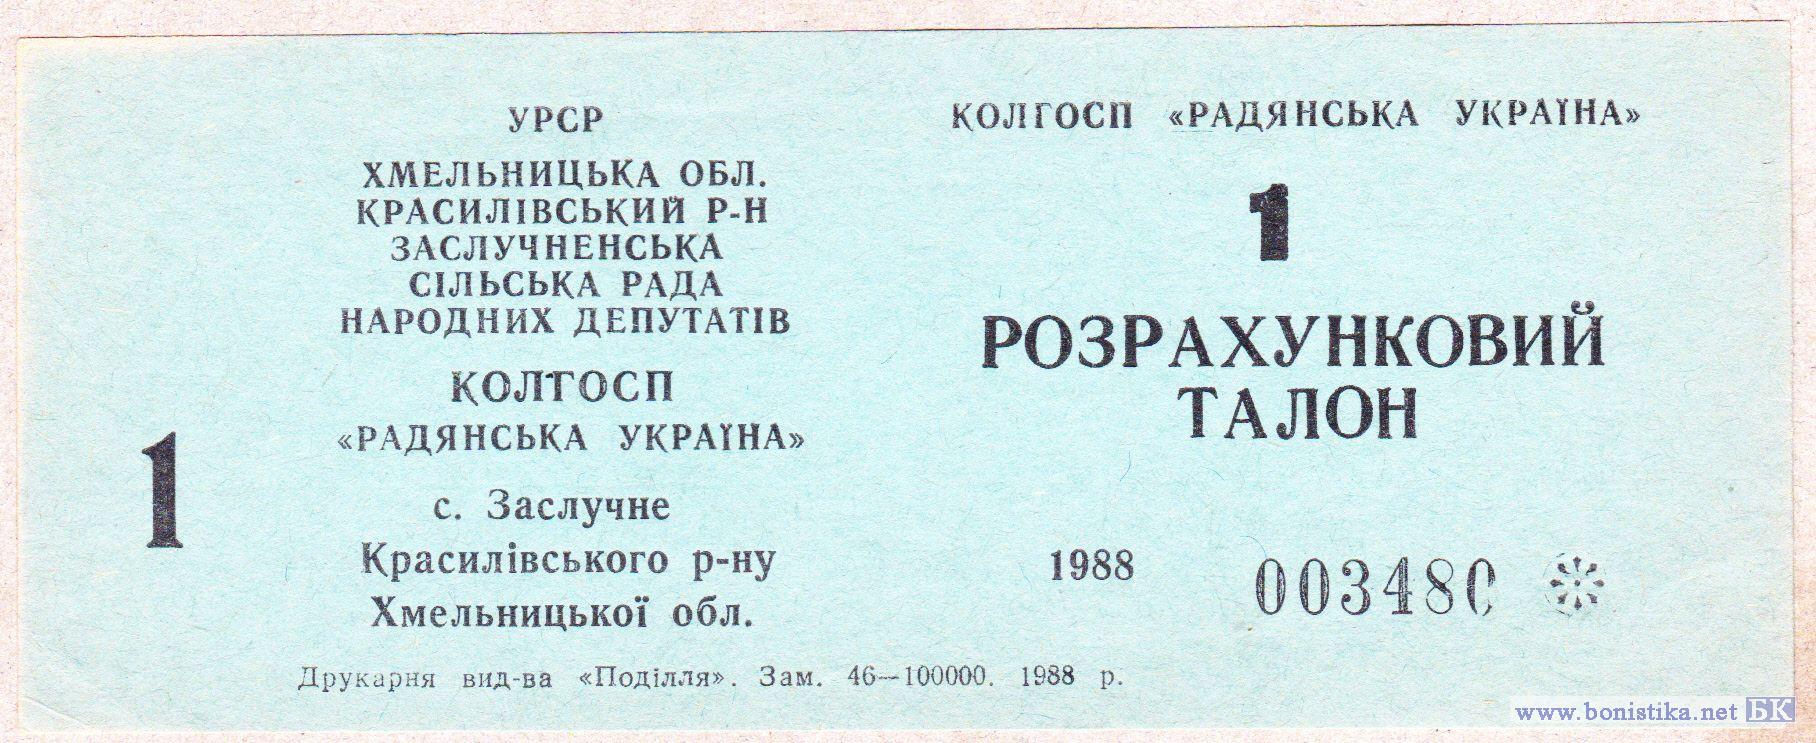 УРСР
ХМЕЛЬНИЦЬКА ОБЛ.
КРАСИЛІВСЬКИЙ Р-Н
ЗАСЛУЧНЕНСЬКА
СІЛЬСЬКА РАДА
НАРОДНИХ ДЕПУТАТІВ
КОЛГОСП
«РАДЯНСЬКА УКРАЇНА»
1
с. Заслучне
Красилівського р-ну
Хмельницької обл.
КОЛГОСП «РАДЯНСЬКА УКРАЇНА»
1
РОЗРАХУНКОВИЙ
ТАЛОН
1988 003480
Друкарня вид-ва «Поділля». Зам. 46—100000. 1988 р.
www.bonistika.net БК